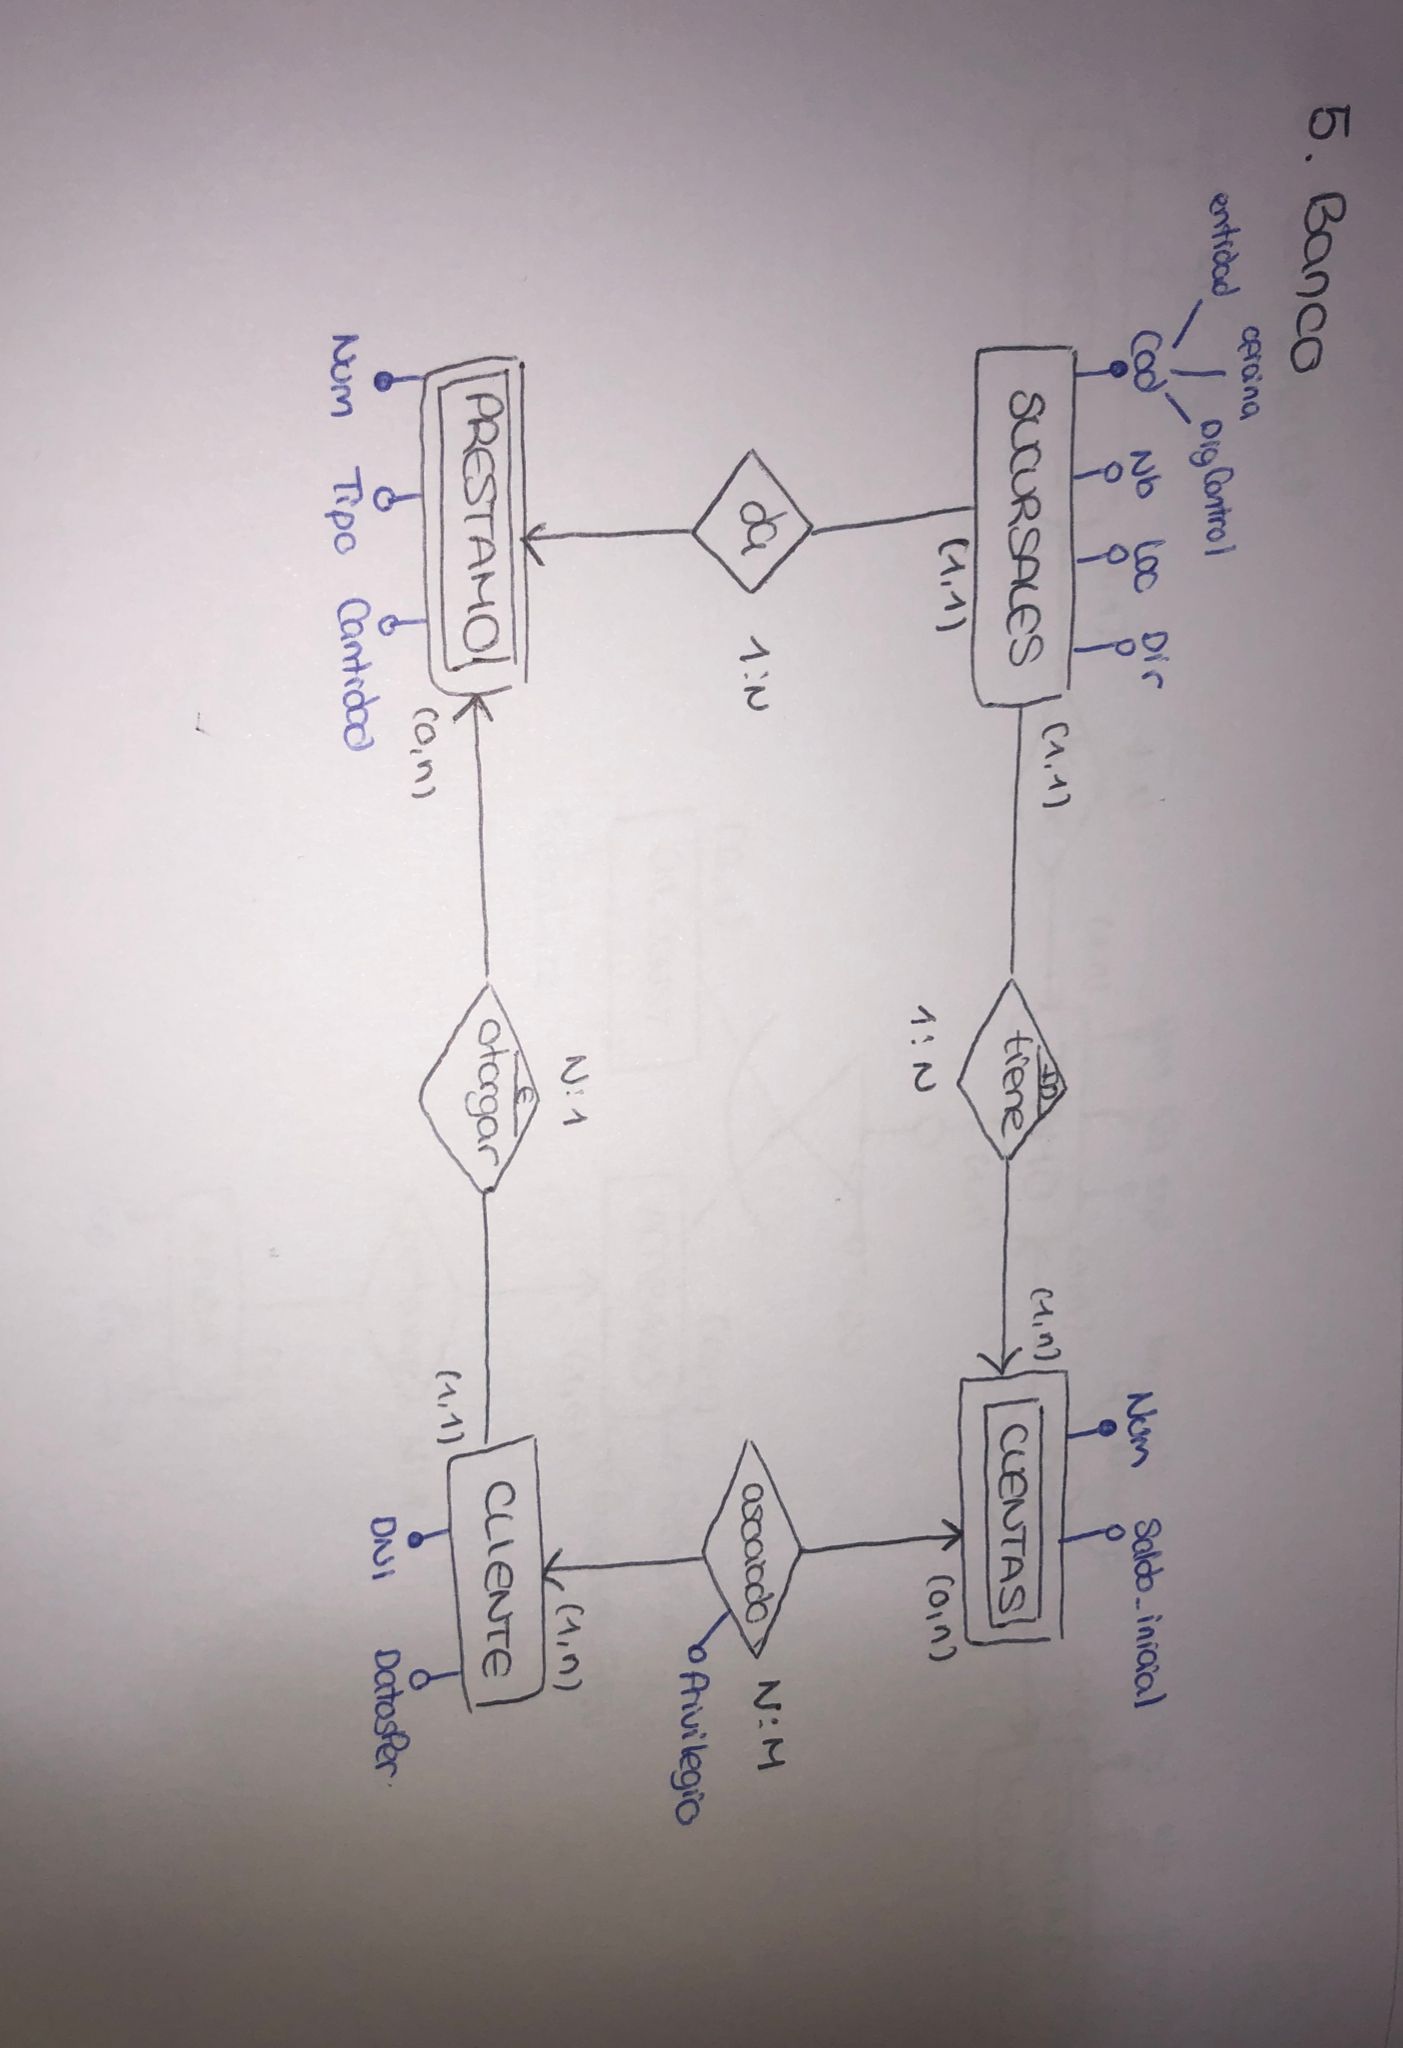 5. Banco
oficina
entidad DigControl
Cod Nb Loc Dir
Num Saldo_inicial
SUCURSALES (1,1) ID tiene (1,n) CUENTAS
(1,1) 1:N (0,n)
da 1:N asociado N:M
Privilegio
N:1 (1,n)
PRESTAMO E otorgar CLIENTE
(0,n) (1,1)
Num Tipo Cantidad DNi DatosPer.